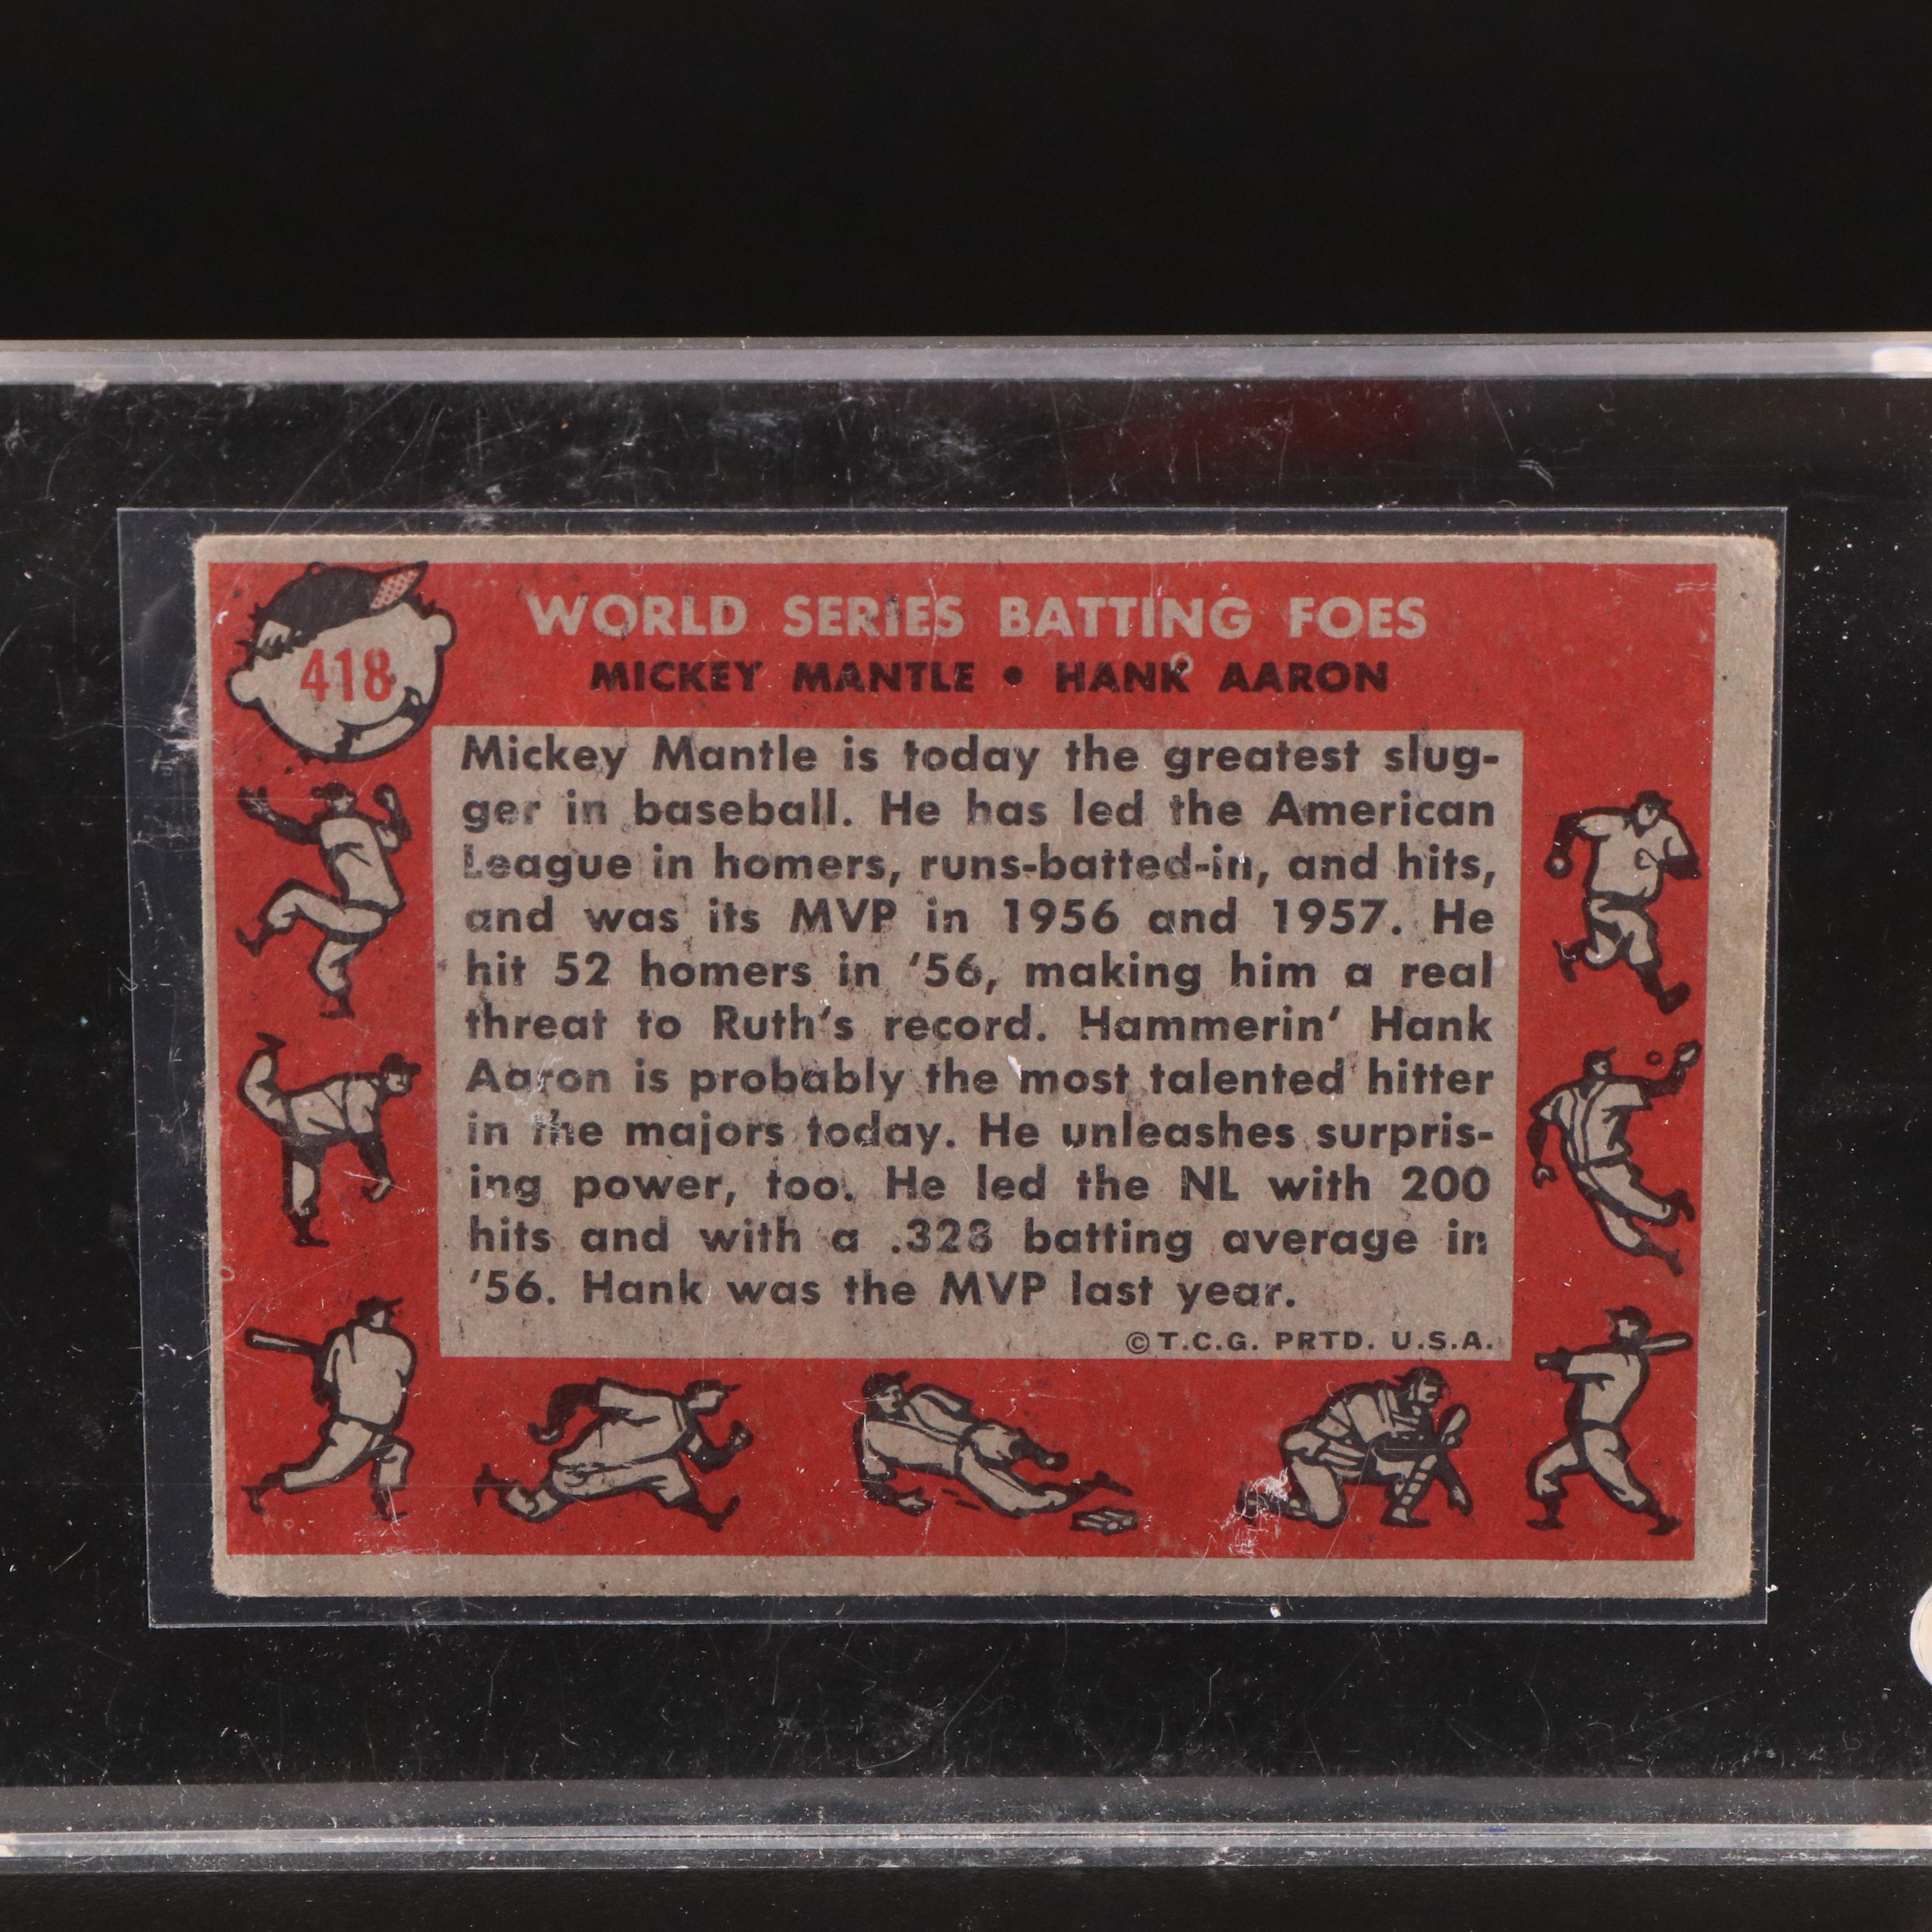 418
WORLD SERIES BATTING FOES
MICKEY MANTLE • HANK AARON
Mickey Mantle is today the greatest slug-
ger in baseball. He has led the American
League in homers, runs-batted-in, and hits,
and was its MVP in 1956 and 1957. He
hit 52 homers in '56, making him a real
threat to Ruth's record. Hammerin' Hank
Aaron is probably the most talented hitter
in the majors today. He unleashes surpris-
ing power, too. He led the NL with 200
hits and with a .328 batting average in
'56. Hank was the MVP last year.
© T.C.G. PRTD. U.S.A.